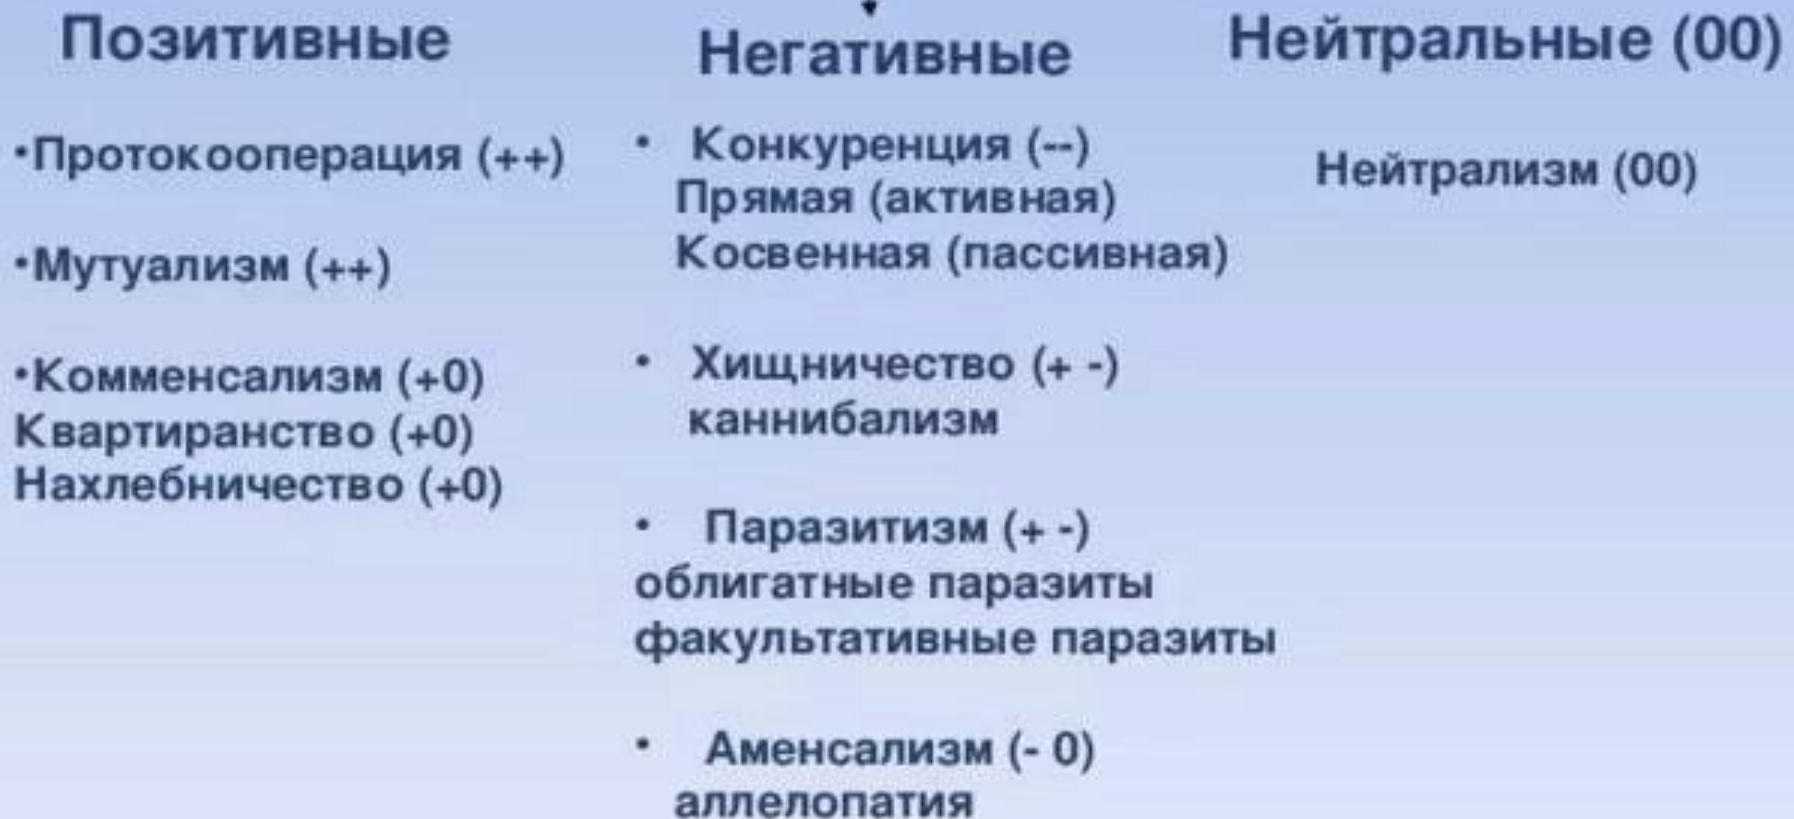 Позитивные
•Протокооперация (++)
•Мутуализм (++)
•Комменсализм (+0)
Квартиранство (+0)
Нахлебничество (+0)
Негативные
• Конкуренция (--)
Прямая (активная)
Косвенная (пассивная)
• Хищничество (+ -)
каннибализм
• Паразитизм (+ -)
облигатные паразиты
факультативные паразиты
• Аменсализм (- 0)
аллелопатия
Нейтральные (00)
Нейтрализм (00)